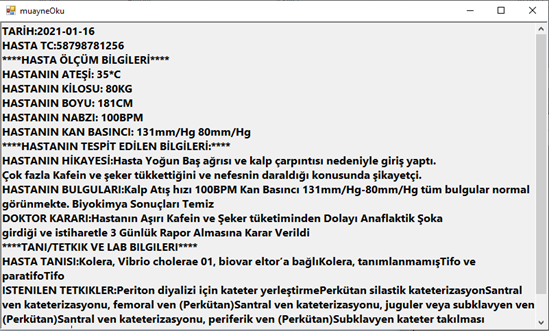 muayneOku
TARİH:2021-01-16
HASTA TC:58798781256
****HASTA ÖLÇÜM BİLGİLERİ****
HASTANIN ATEŞİ: 35*C
HASTANIN KİLOSU: 80KG
HASTANIN BOYU: 181CM
HASTANIN NABZI: 100BPM
HASTANIN KAN BASINCI: 131mm/Hg 80mm/Hg
****HASTANIN TESPİT EDİLEN BİLGİLERİ:****
HASTANIN HİKAYESİ:Hasta Yoğun Baş ağrısı ve kalp çarpıntısı nedeniyle giriş yaptı.
Çok fazla Kafein ve şeker tükkettiğini ve nefesnin daraldığı konusunda şikayetçi.
HASTANIN BULGULARI:Kalp Atış hızı 100BPM Kan Basıncı 131mm/Hg-80mm/Hg tüm bulgular normal
görünmekte. Biyokimya Sonuçları Temiz
DOKTOR KARARI:Hastanın Aşırı Kafein ve Şeker tüketiminden Dolayı Anaflaktik Şoka
girdiği ve istiharetle 3 Günlük Rapor Almasına Karar Verildi
****TANI/TETKIK VE LAB BILGILERI****
HASTA TANISI:Kolera, Vibrio cholerae 01, biovar eltor'a bağlıKolera, tanımlanmamışTifo ve
paratifoTifo
ISTENILEN TETKIKLER:Periton diyalizi için kateter yerleştirmePerkütan silastik kateterizasyonSantral
ven kateterizasyonu, femoral ven (Perkütan)Santral ven kateterizasyonu, juguler veya subklavyen ven
(Perkütan)Santral ven kateterizasyonu, periferik ven (Perkütan)Subklavyen kateter takılması